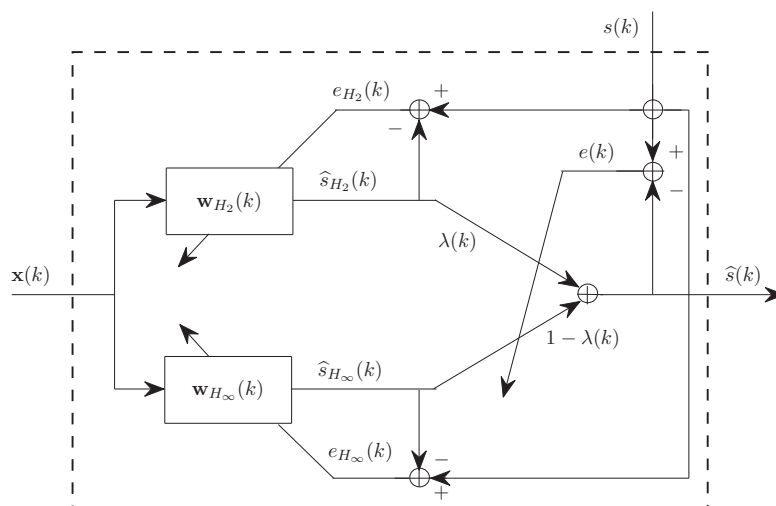 s(k)
e_{H_2}(k)
+
−
e(k)
+
−
ŝ_{H_2}(k)
w_{H_2}(k)
λ(k)
x(k)
ŝ(k)
1 − λ(k)
ŝ_{H_∞}(k)
w_{H_∞}(k)
e_{H_∞}(k)
−
+